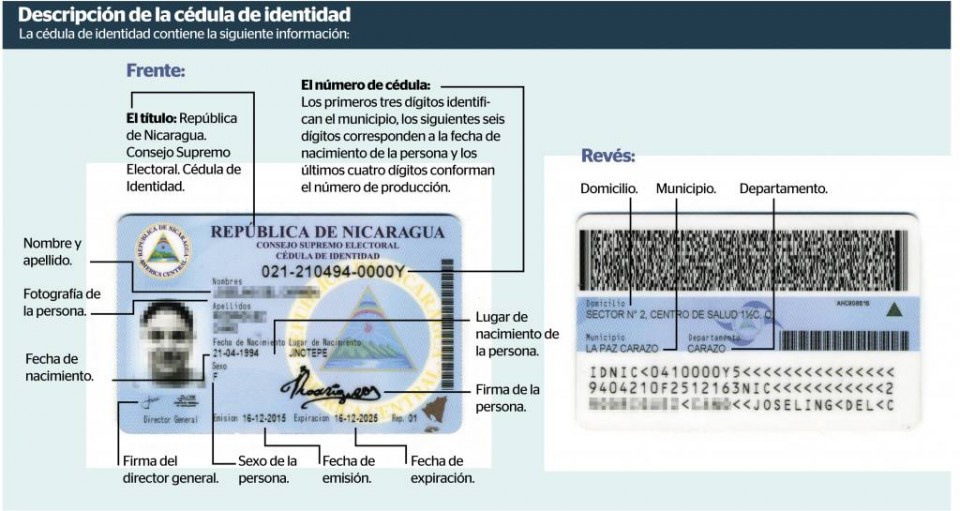 Descripción de la cédula de identidad
La cédula de identidad contiene la siguiente información:
Frente:
El título: República
de Nicaragua.
Consejo Supremo
Electoral. Cédula de
Identidad.
El número de cédula:
Los primeros tres dígitos identifi-
can el municipio, los siguientes seis
dígitos corresponden a la fecha de
nacimiento de la persona y los
últimos cuatro dígitos conforman
el número de producción.
Nombre y
apellido.
Fotografía de
la persona.
Fecha de
nacimiento.
REPÚBLICA DE NICARAGUA
CONSEJO SUPREMO ELECTORAL
CÉDULA DE IDENTIDAD
021-210494-0000Y
Nombres
Apellidos
Fecha de Nacimiento Lugar de Nacimiento
21-04-1994 JINOTEPE
Sexo
F
Director General
Emision 16-12-2015 Expiracion 16-12-2025 Rep. 01
REPUBLICA DE NICARAGUA
AMERICA CENTRAL
Lugar de
nacimiento de
la persona.
Firma de la
persona.
Firma del
director general.
Sexo de la
persona.
Fecha de
emisión.
Fecha de
expiración.
Revés:
Domicilio. Municipio. Departamento.
Domicilio
SECTOR N° 2, CENTRO DE SALUD 1½C. O.
Municipio Departamento
LA PAZ CARAZO CARAZO
IDNIC<0410000Y5<<<<<<<<<<<<<<<
9404210F2512163NIC<<<<<<<<<<<2
<<JOSELING<DEL<C